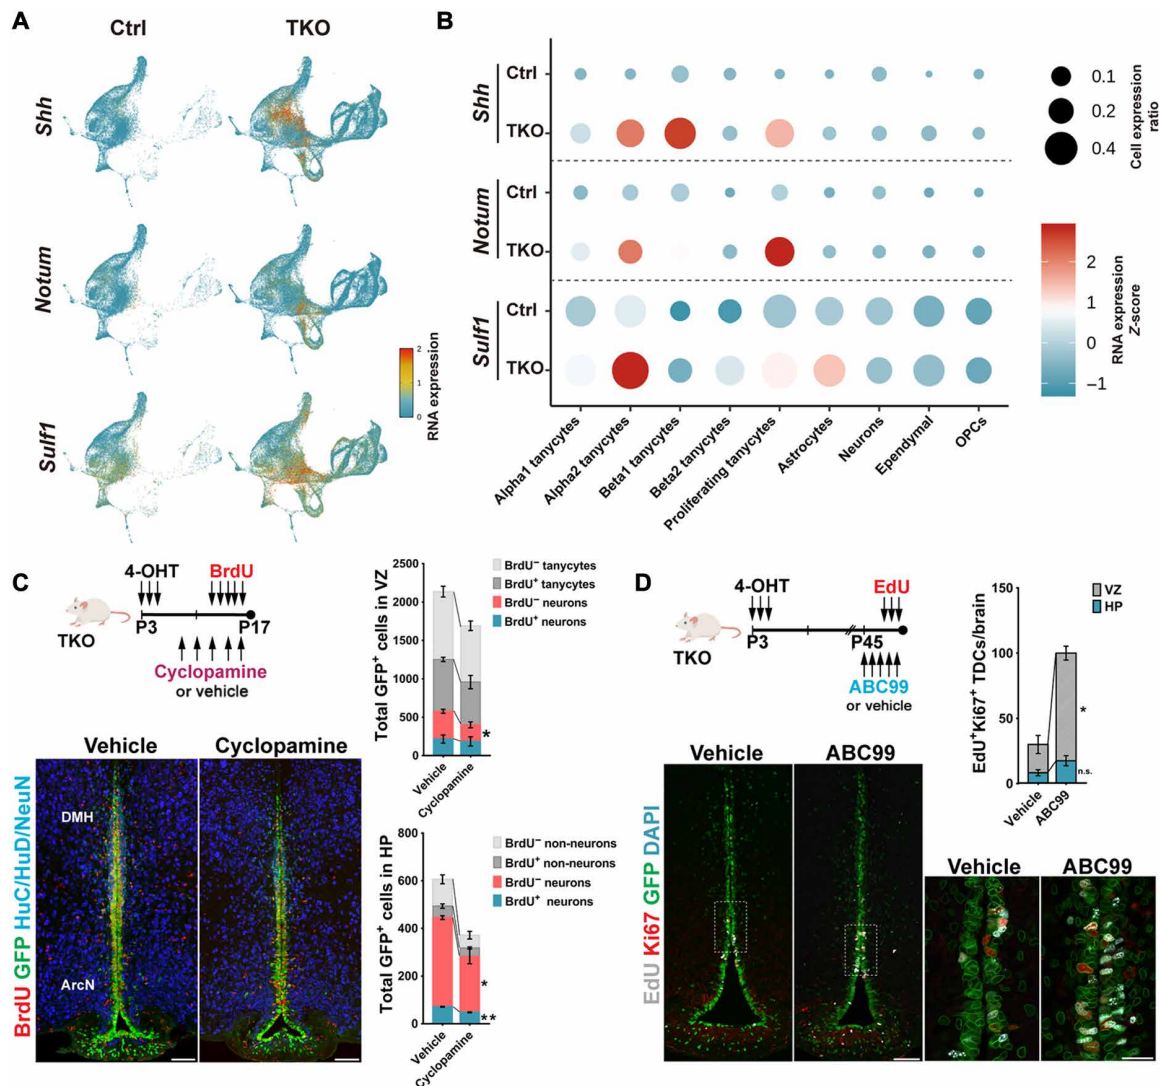 A
Ctrl
TKO
Shh
Notum
Sulf1
2
1
0
RNA expression
B
Shh
Ctrl
TKO
Notum
Ctrl
TKO
Sulf1
Ctrl
TKO
Alpha1 tanycytes
Alpha2 tanycytes
Beta1 tanycytes
Beta2 tanycytes
Proliferating tanycytes
Astrocytes
Neurons
Ependymal
OPCs
0.1
0.2
0.4
Cell expression
ratio
2
1
0
−1
RNA expression
Z-score
C
4-OHT
BrdU
TKO
P3
P17
Cyclopamine
or vehicle
Vehicle
Cyclopamine
DMH
ArcN
BrdU GFP HuC/HuD/NeuN
Total GFP+ cells in VZ
2500
2000
1500
1000
500
0
BrdU− tanycytes
BrdU+ tanycytes
BrdU− neurons
BrdU+ neurons
*
Vehicle
Cyclopamine
Total GFP+ cells in HP
800
600
400
200
0
BrdU− non-neurons
BrdU+ non-neurons
BrdU− neurons
BrdU+ neurons
*
**
Vehicle
Cyclopamine
D
4-OHT
EdU
TKO
P3
P45
ABC99
or vehicle
EdU+Ki67+ TDCs/brain
150
100
50
0
VZ
HP
*
n.s.
Vehicle
ABC99
Vehicle
ABC99
EdU Ki67 GFP DAPI
Vehicle
ABC99